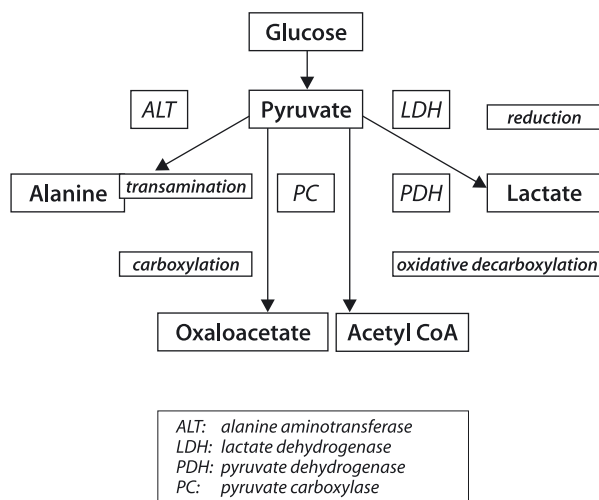 Glucose
ALT
Pyruvate
LDH
reduction
Alanine
transamination
PC
PDH
Lactate
carboxylation
oxidative decarboxylation
Oxaloacetate
Acetyl CoA
ALT: alanine aminotransferase
LDH: lactate dehydrogenase
PDH: pyruvate dehydrogenase
PC: pyruvate carboxylase